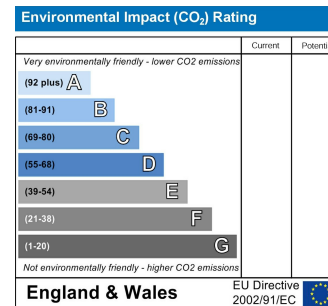 Environmental Impact (CO₂) Rating
Current Potenti
Very environmentally friendly - lower CO2 emissions
(92 plus) A
(81-91) B
(69-80) C
(55-68) D
(39-54) E
(21-38) F
(1-20) G
Not environmentally friendly - higher CO2 emissions
England & Wales
EU Directive
2002/91/EC